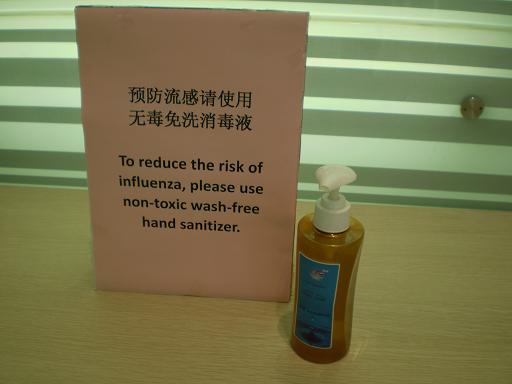 预防流感请使用
无毒免洗消毒液
To reduce the risk of
influenza, please use
non-toxic wash-free
hand sanitizer.